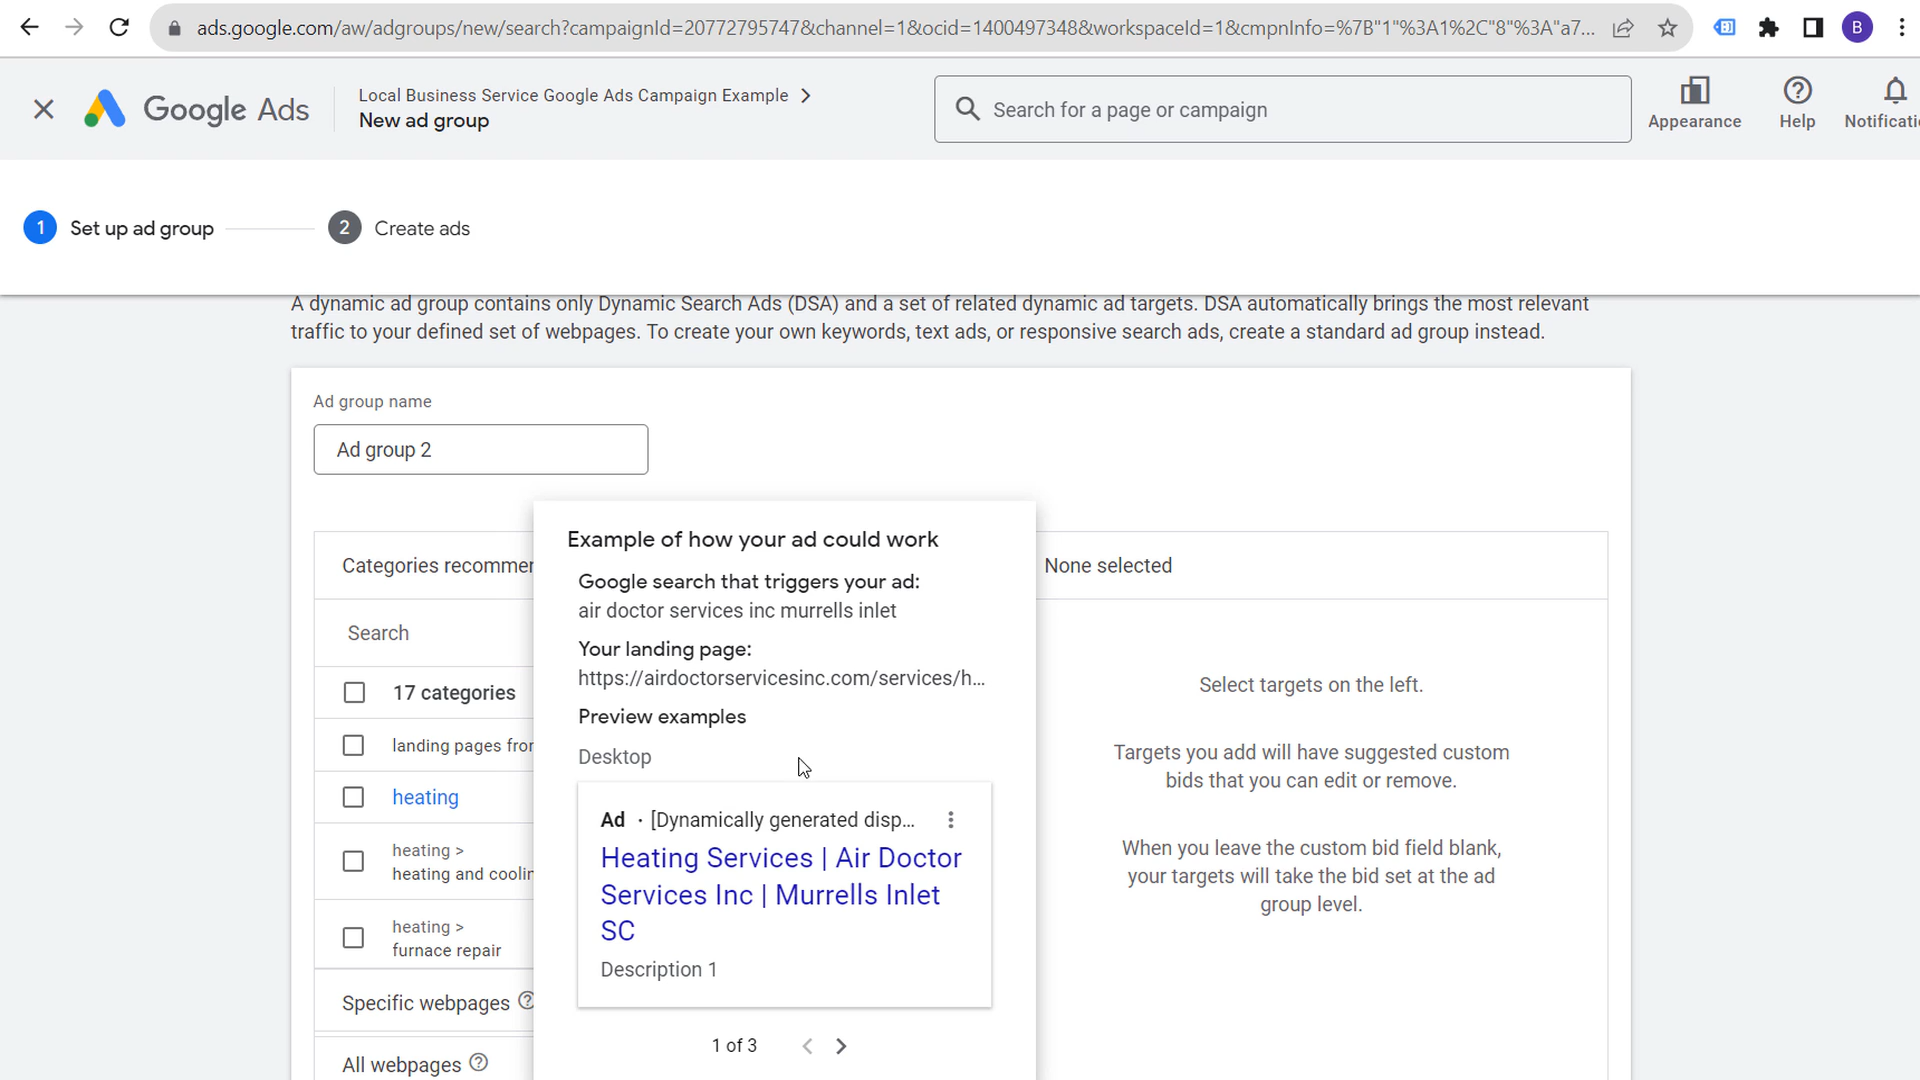 ads.google.com/aw/adgroups/new/search?campaignId=20772795747&channel=1&ocid=1400497348&workspaceId=1&cmpnInfo=%7B"1"%3A1%2C"8"%3A"a7...
B
Google Ads
Local Business Service Google Ads Campaign Example
New ad group
Search for a page or campaign
Appearance
Help
Notificati
1 Set up ad group
2 Create ads
A dynamic ad group contains only Dynamic Search Ads (DSA) and a set of related dynamic ad targets. DSA automatically brings the most relevant
traffic to your defined set of webpages. To create your own keywords, text ads, or responsive search ads, create a standard ad group instead.
Ad group name
Ad group 2
Categories recommen
Search
17 categories
landing pages fror
heating
heating >
heating and coolin
heating >
furnace repair
Specific webpages
All webpages
Example of how your ad could work
Google search that triggers your ad:
air doctor services inc murrells inlet
Your landing page:
https://airdoctorservicesinc.com/services/h...
Preview examples
Desktop
Ad · [Dynamically generated disp...
Heating Services | Air Doctor
Services Inc | Murrells Inlet
SC
Description 1
1 of 3
None selected
Select targets on the left.
Targets you add will have suggested custom
bids that you can edit or remove.
When you leave the custom bid field blank,
your targets will take the bid set at the ad
group level.